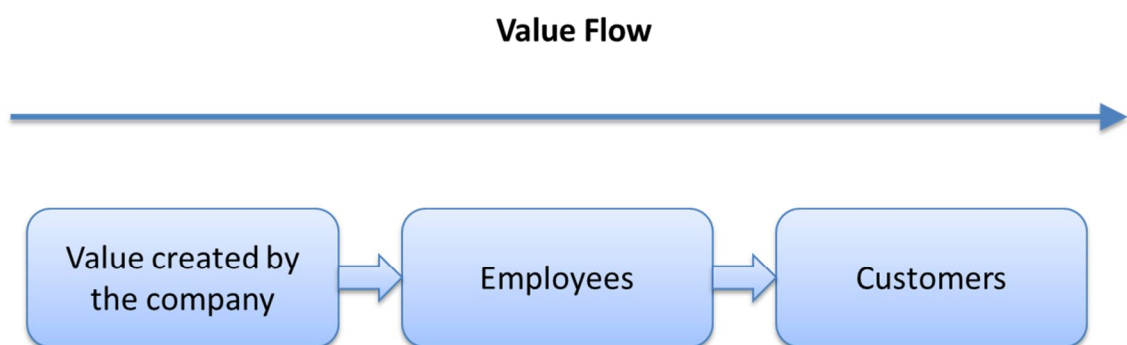 Value Flow
Value created by
the company
Employees
Customers